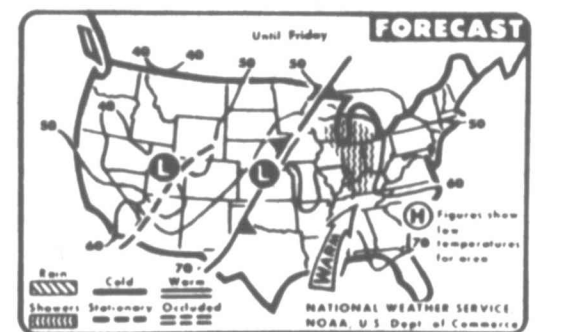 FORECAST
Until Friday
40 40
50 50
40
50
50
L L
60
H
Figures show
low
temperatures
for area
60
70
WARM
70
Rain Cold Warm
Showers Stationary Occluded
NATIONAL WEATHER SERVICE,
NOAA, U.S. Dept. of Commerce